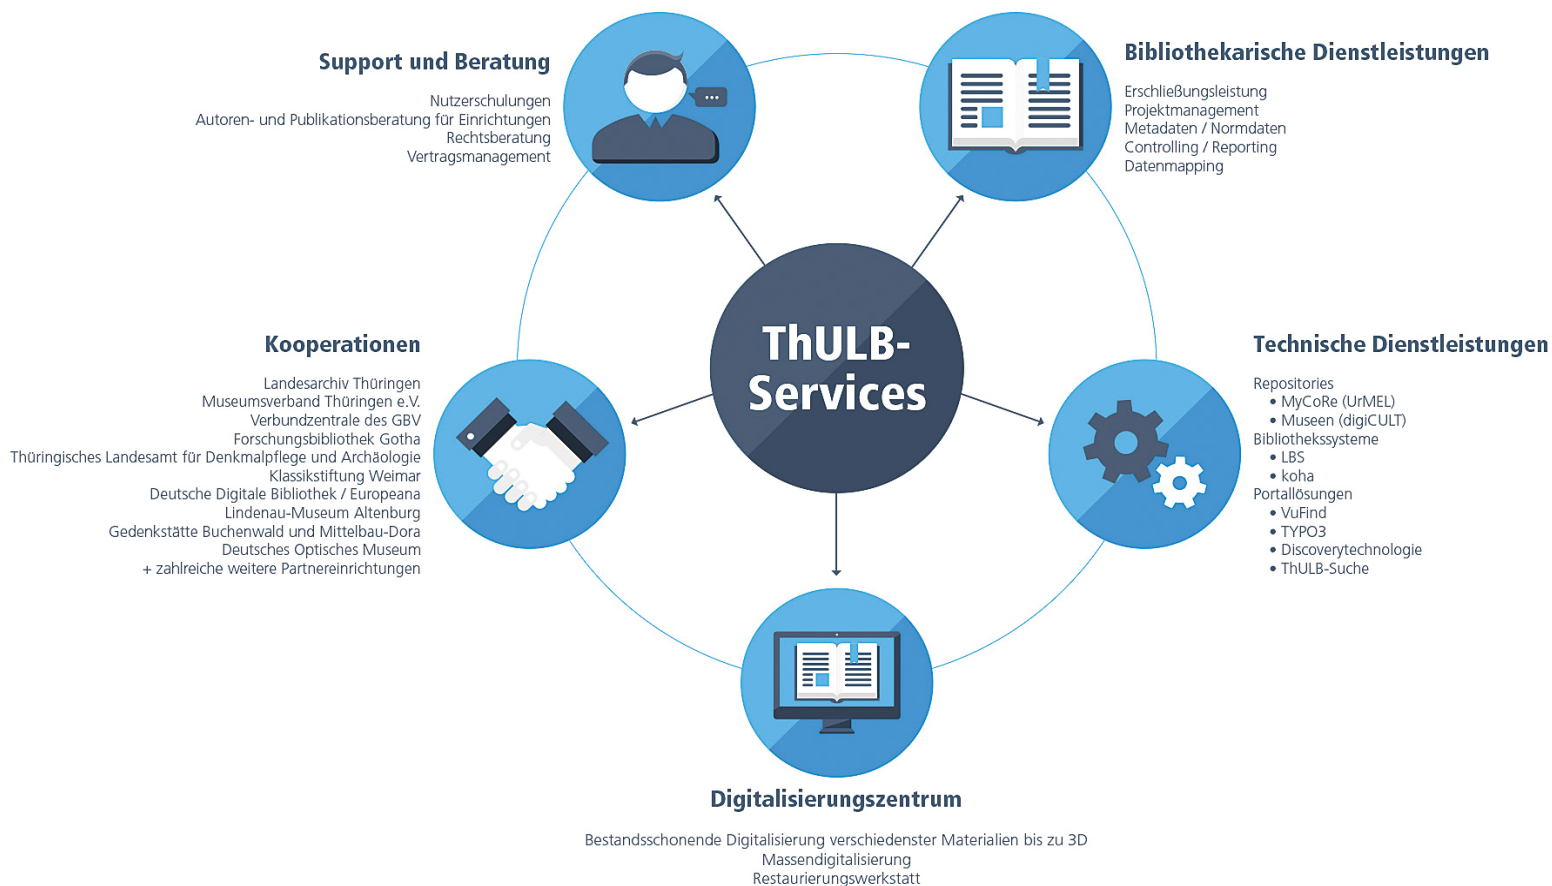 Support und Beratung
Nutzerschulungen
Autoren- und Publikationsberatung für Einrichtungen
Rechtsberatung
Vertragsmanagement
Bibliothekarische Dienstleistungen
Erschließungsleistung
Projektmanagement
Metadaten / Normdaten
Controlling / Reporting
Datenmapping
ThULB-
Services
Kooperationen
Landesarchiv Thüringen
Museumsverband Thüringen e.V.
Verbundzentrale des GBV
Forschungsbibliothek Gotha
Thüringisches Landesamt für Denkmalpflege und Archäologie
Klassikstiftung Weimar
Deutsche Digitale Bibliothek / Europeana
Lindenau-Museum Altenburg
Gedenkstätte Buchenwald und Mittelbau-Dora
Deutsches Optisches Museum
+ zahlreiche weitere Partnereinrichtungen
Technische Dienstleistungen
Repositories
• MyCoRe (UrMEL)
• Museen (digiCULT)
Bibliothekssysteme
• LBS
• koha
Portallösungen
• VuFind
• TYPO3
• Discoverytechnologie
• ThULB-Suche
Digitalisierungszentrum
Bestandsschonende Digitalisierung verschiedenster Materialien bis zu 3D
Massendigitalisierung
Restaurierungswerkstatt